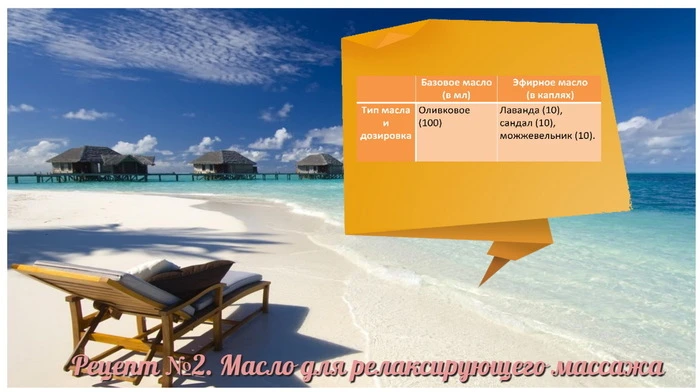 Базовое масло
(в мл)
Эфирное масло
(в каплях)
Тип масла
и
дозировка
Оливковое
(100)
Лаванда (10),
сандал (10),
можжевельник (10).
Рецепт №2. Масло для релаксирующего массажа